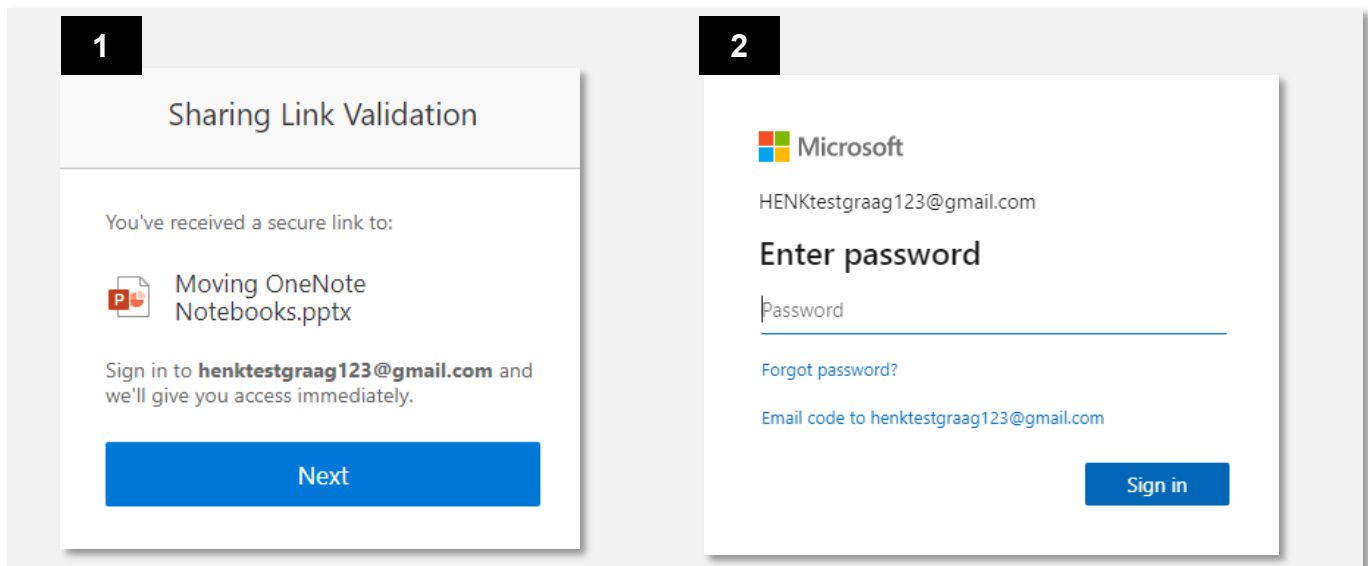 1
Sharing Link Validation
You've received a secure link to:
Moving OneNote
Notebooks.pptx
Sign in to henktestgraag123@gmail.com and
we'll give you access immediately.
Next
2
Microsoft
HENKtestgraag123@gmail.com
Enter password
Password
Forgot password?
Email code to henktestgraag123@gmail.com
Sign in